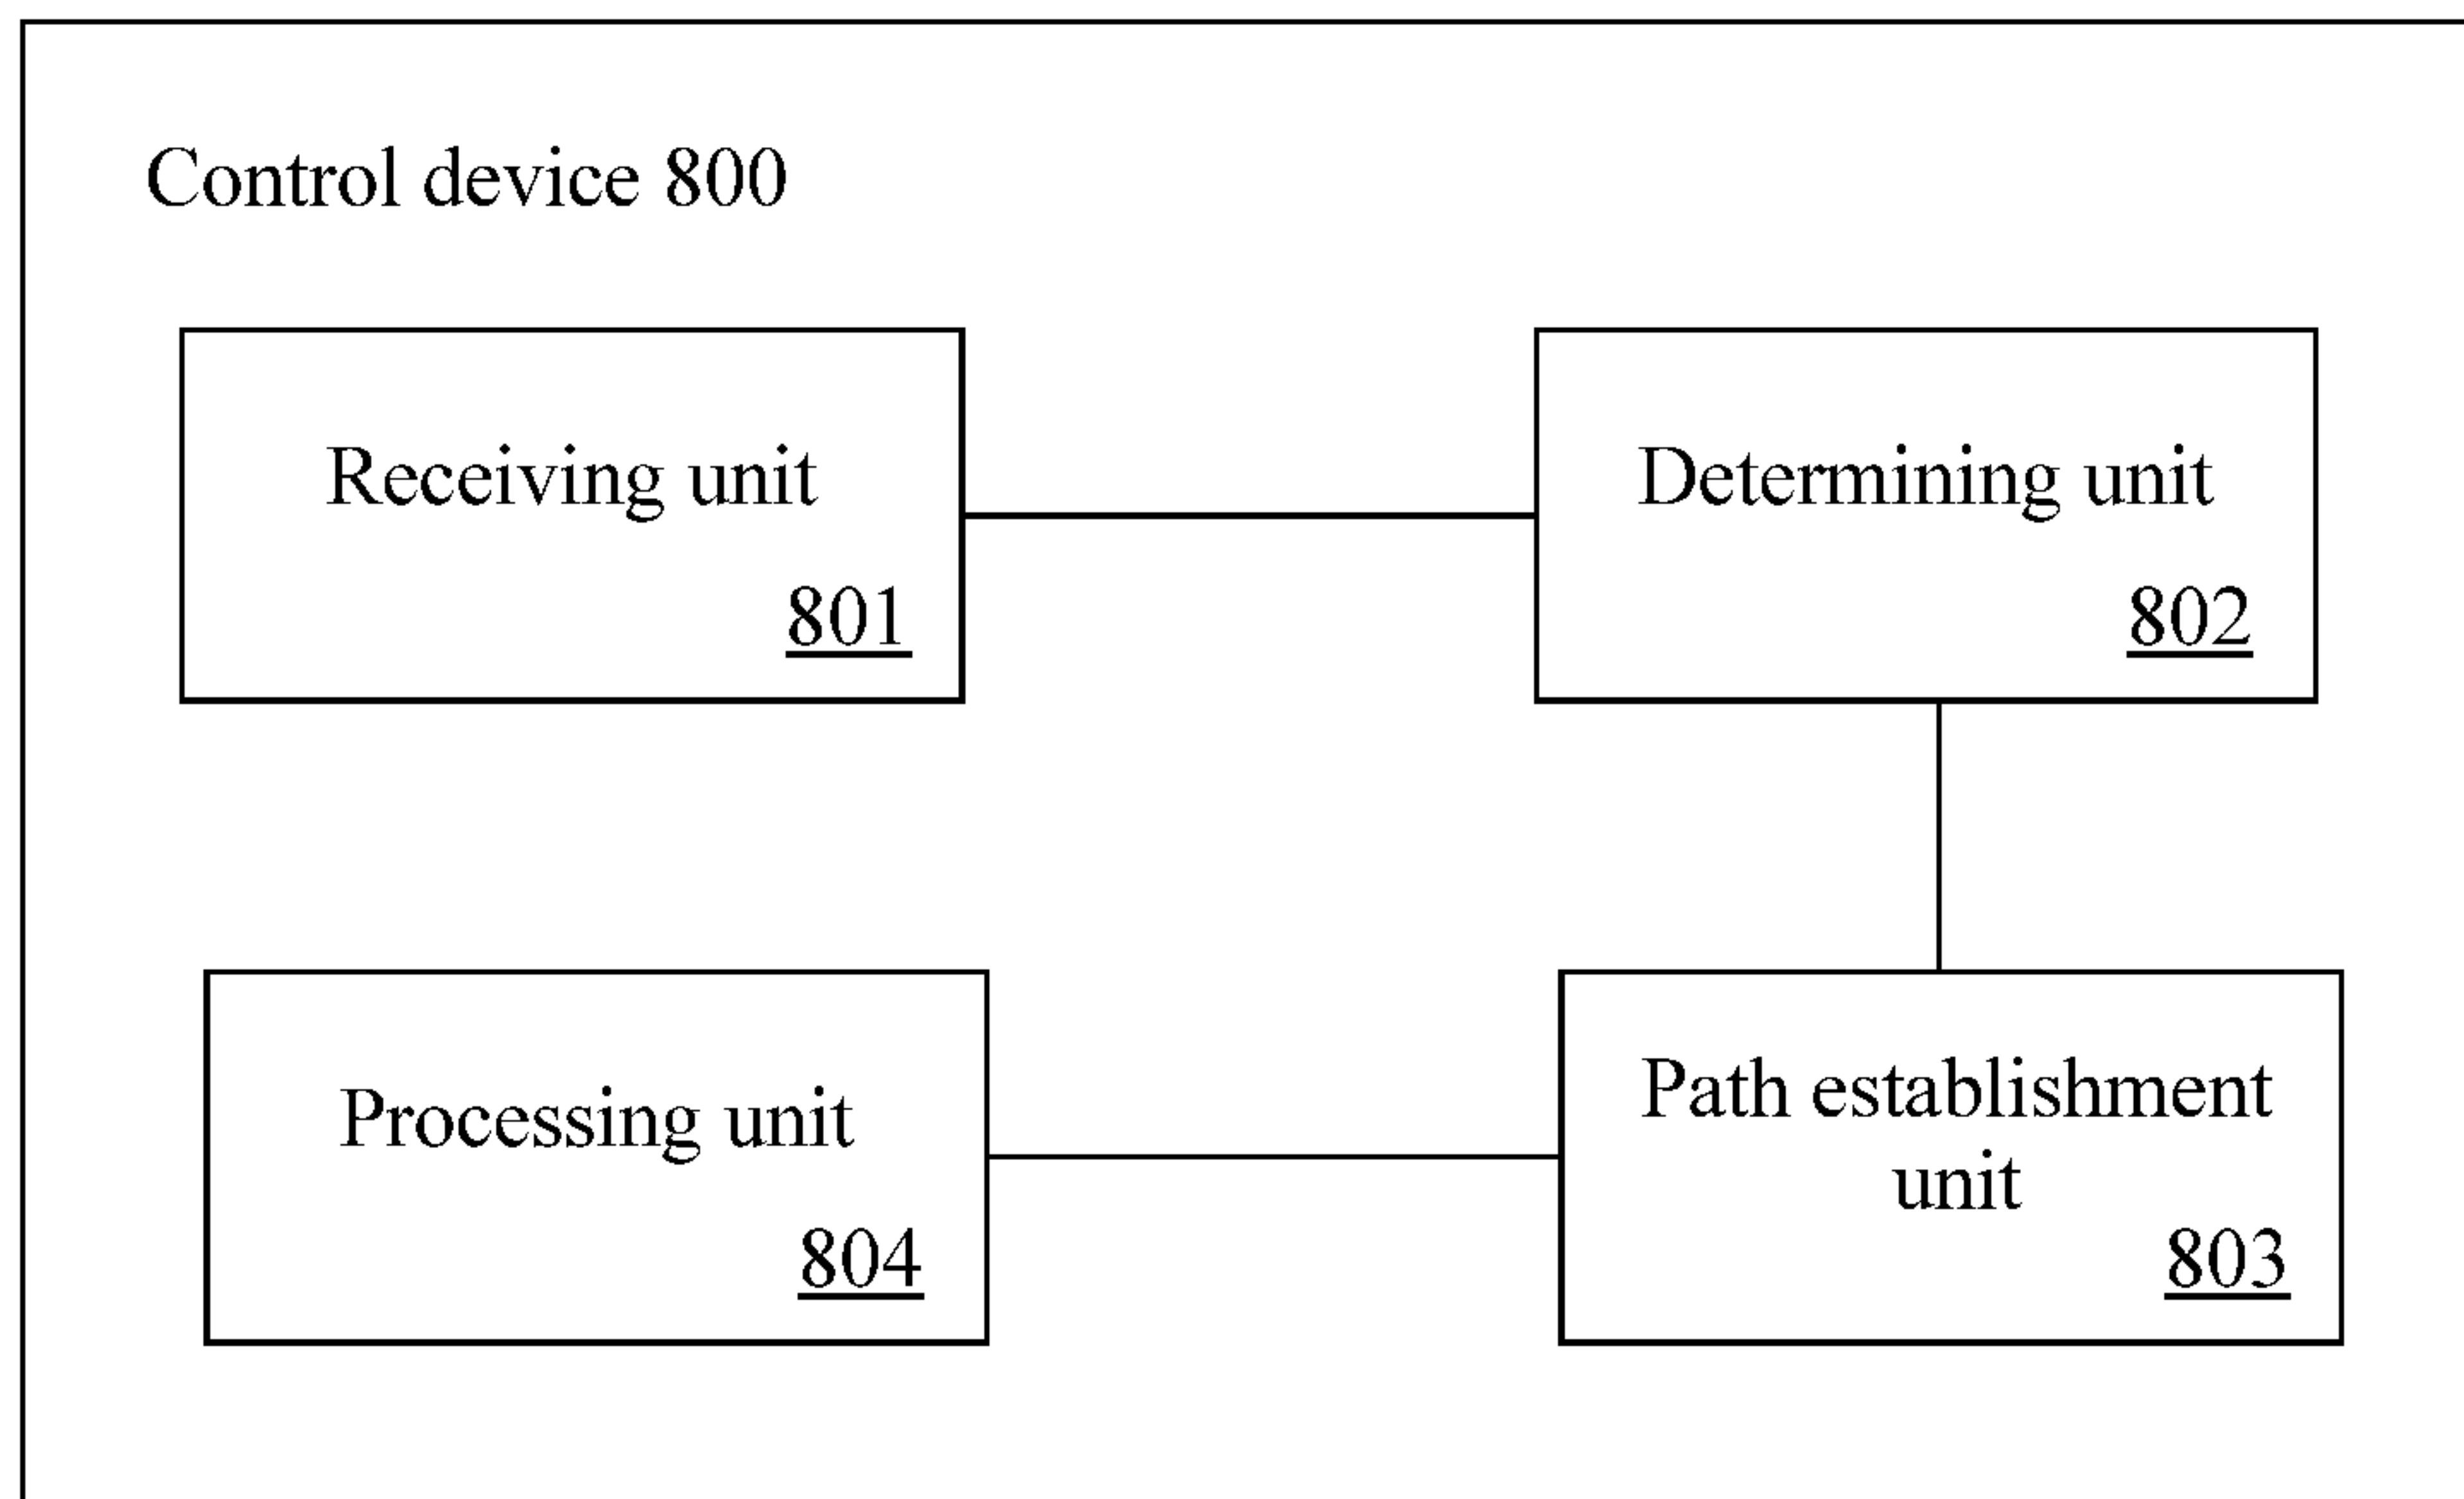 Control device 800
Receiving unit
801
Determining unit
802
Processing unit
804
Path establishment
unit
803